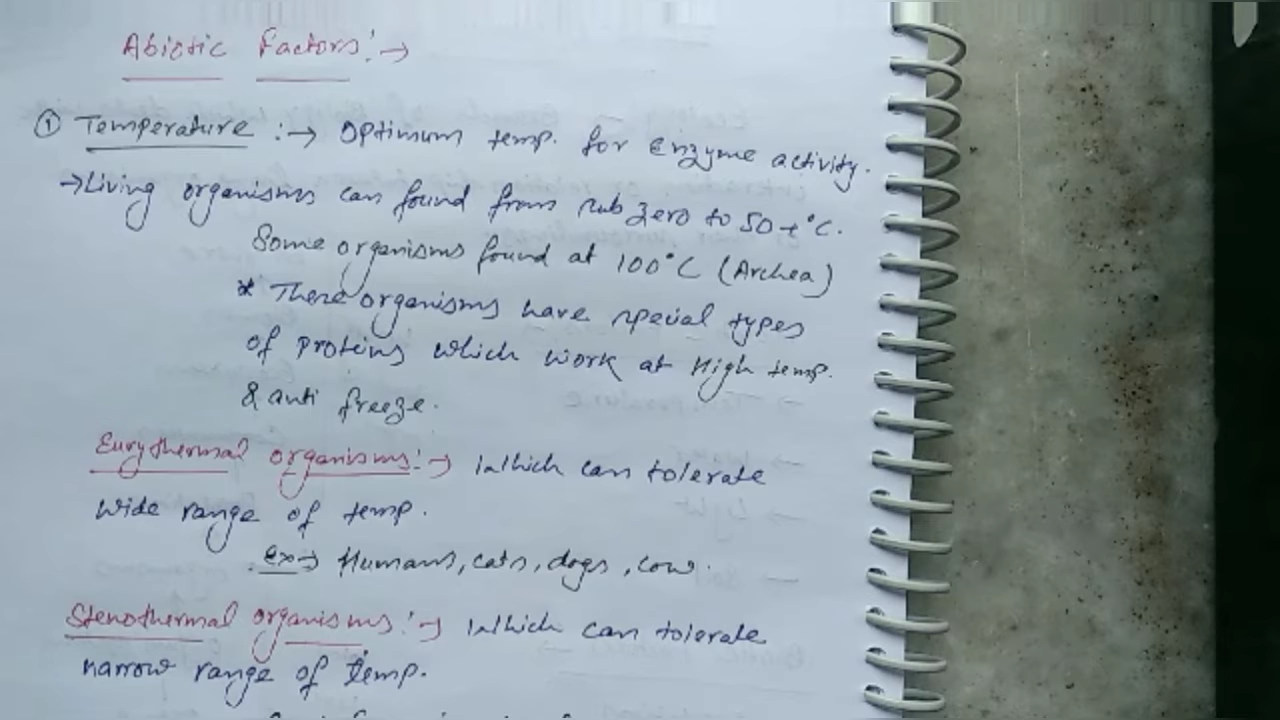 Abiotic Factors :→
① Temperature :→ Optimum temp. for Enzyme activity.
→ Living organisms can found from sub zero to 50+°C.
Some organisms found at 100°C (Archea)
* These organisms have special types
of proteins which work at High temp.
& anti freeze.
Eurythermal organisms :→ Which can tolerate
wide range of temp.
Ex→ Humans, cats, dogs, cow.
Stenothermal organisms :→ Which can tolerate
narrow range of temp.